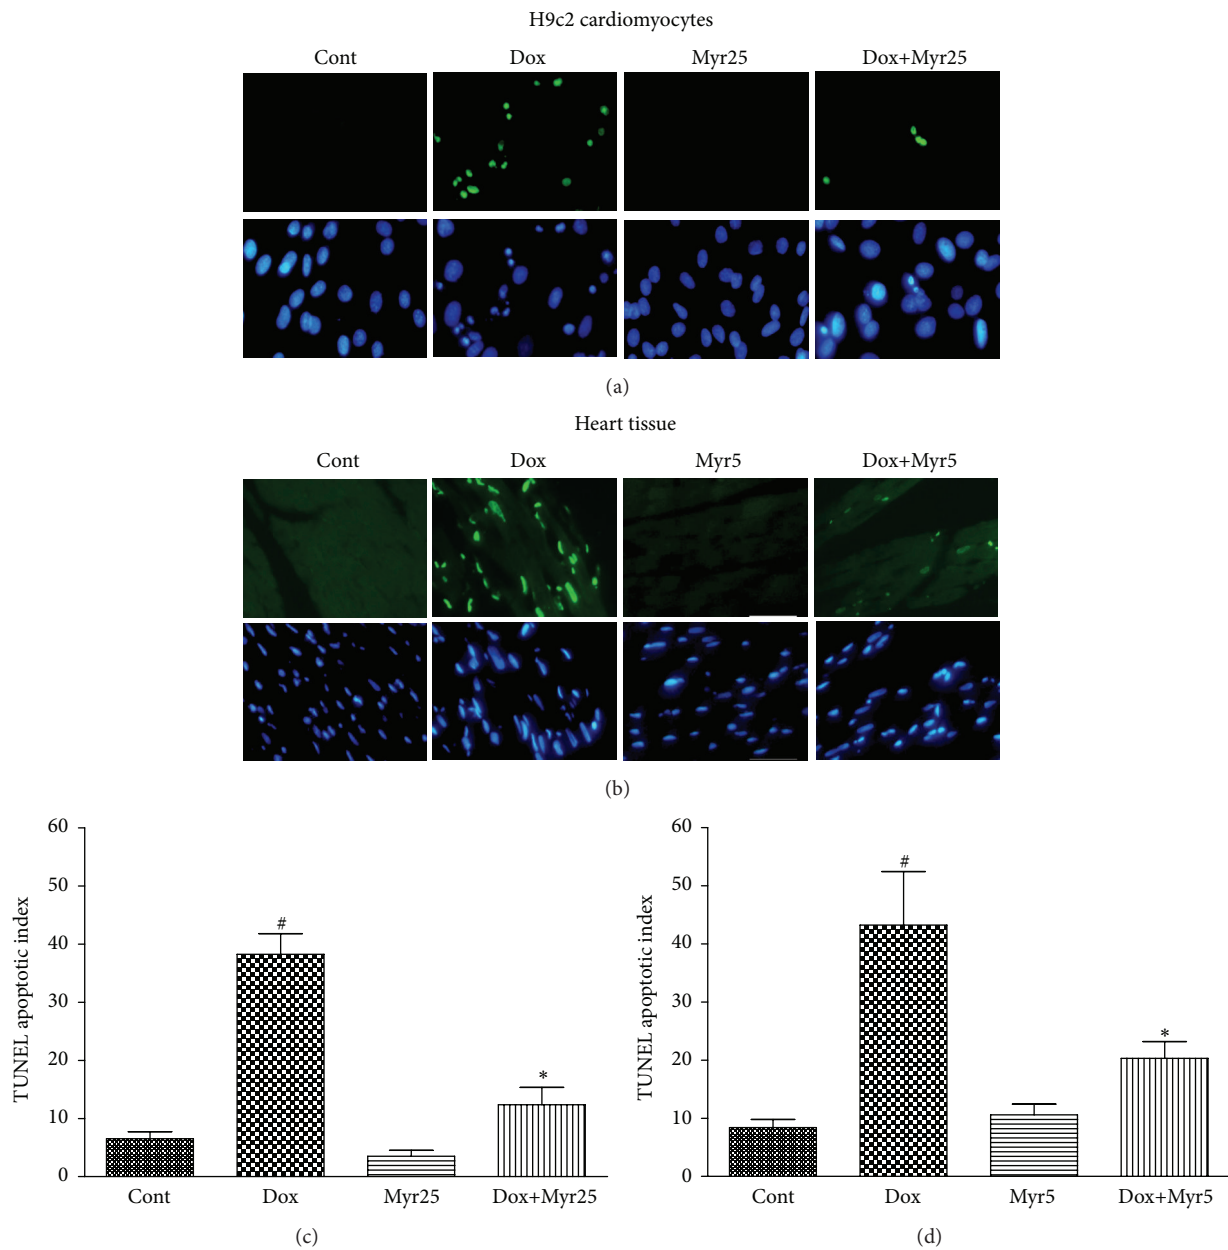 H9c2 cardiomyocytes
Cont Dox Myr25 Dox+Myr25
(a)
Heart tissue
Cont Dox Myr5 Dox+Myr5
(b)
TUNEL apoptotic index
60
50
40
30
20
10
0
#
*
Cont Dox Myr25 Dox+Myr25
(c)
TUNEL apoptotic index
60
50
40
30
20
10
0
#
*
Cont Dox Myr5 Dox+Myr5
(d)